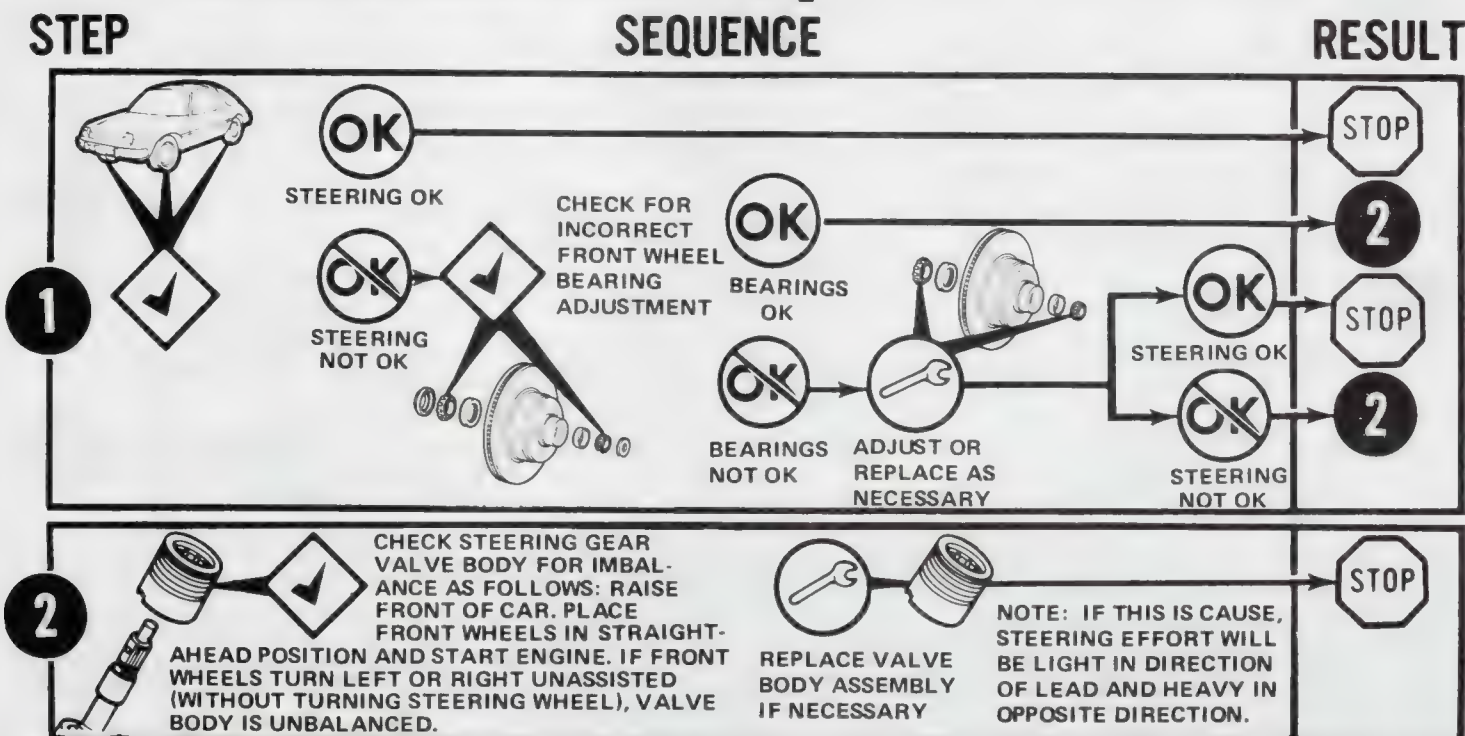 STEP SEQUENCE RESULT
1
OK
STEERING OK
STOP
OK
STEERING
NOT OK
CHECK FOR
INCORRECT
FRONT WHEEL
BEARING
ADJUSTMENT
OK
BEARINGS
OK
2
OK
BEARINGS
NOT OK
ADJUST OR
REPLACE AS
NECESSARY
OK
STEERING OK
STOP
OK
STEERING
NOT OK
2
2
CHECK STEERING GEAR
VALVE BODY FOR IMBAL-
ANCE AS FOLLOWS: RAISE
FRONT OF CAR. PLACE
FRONT WHEELS IN STRAIGHT-
AHEAD POSITION AND START ENGINE. IF FRONT
WHEELS TURN LEFT OR RIGHT UNASSISTED
(WITHOUT TURNING STEERING WHEEL), VALVE
BODY IS UNBALANCED.
REPLACE VALVE
BODY ASSEMBLY
IF NECESSARY
NOTE: IF THIS IS CAUSE,
STEERING EFFORT WILL
BE LIGHT IN DIRECTION
OF LEAD AND HEAVY IN
OPPOSITE DIRECTION.
STOP